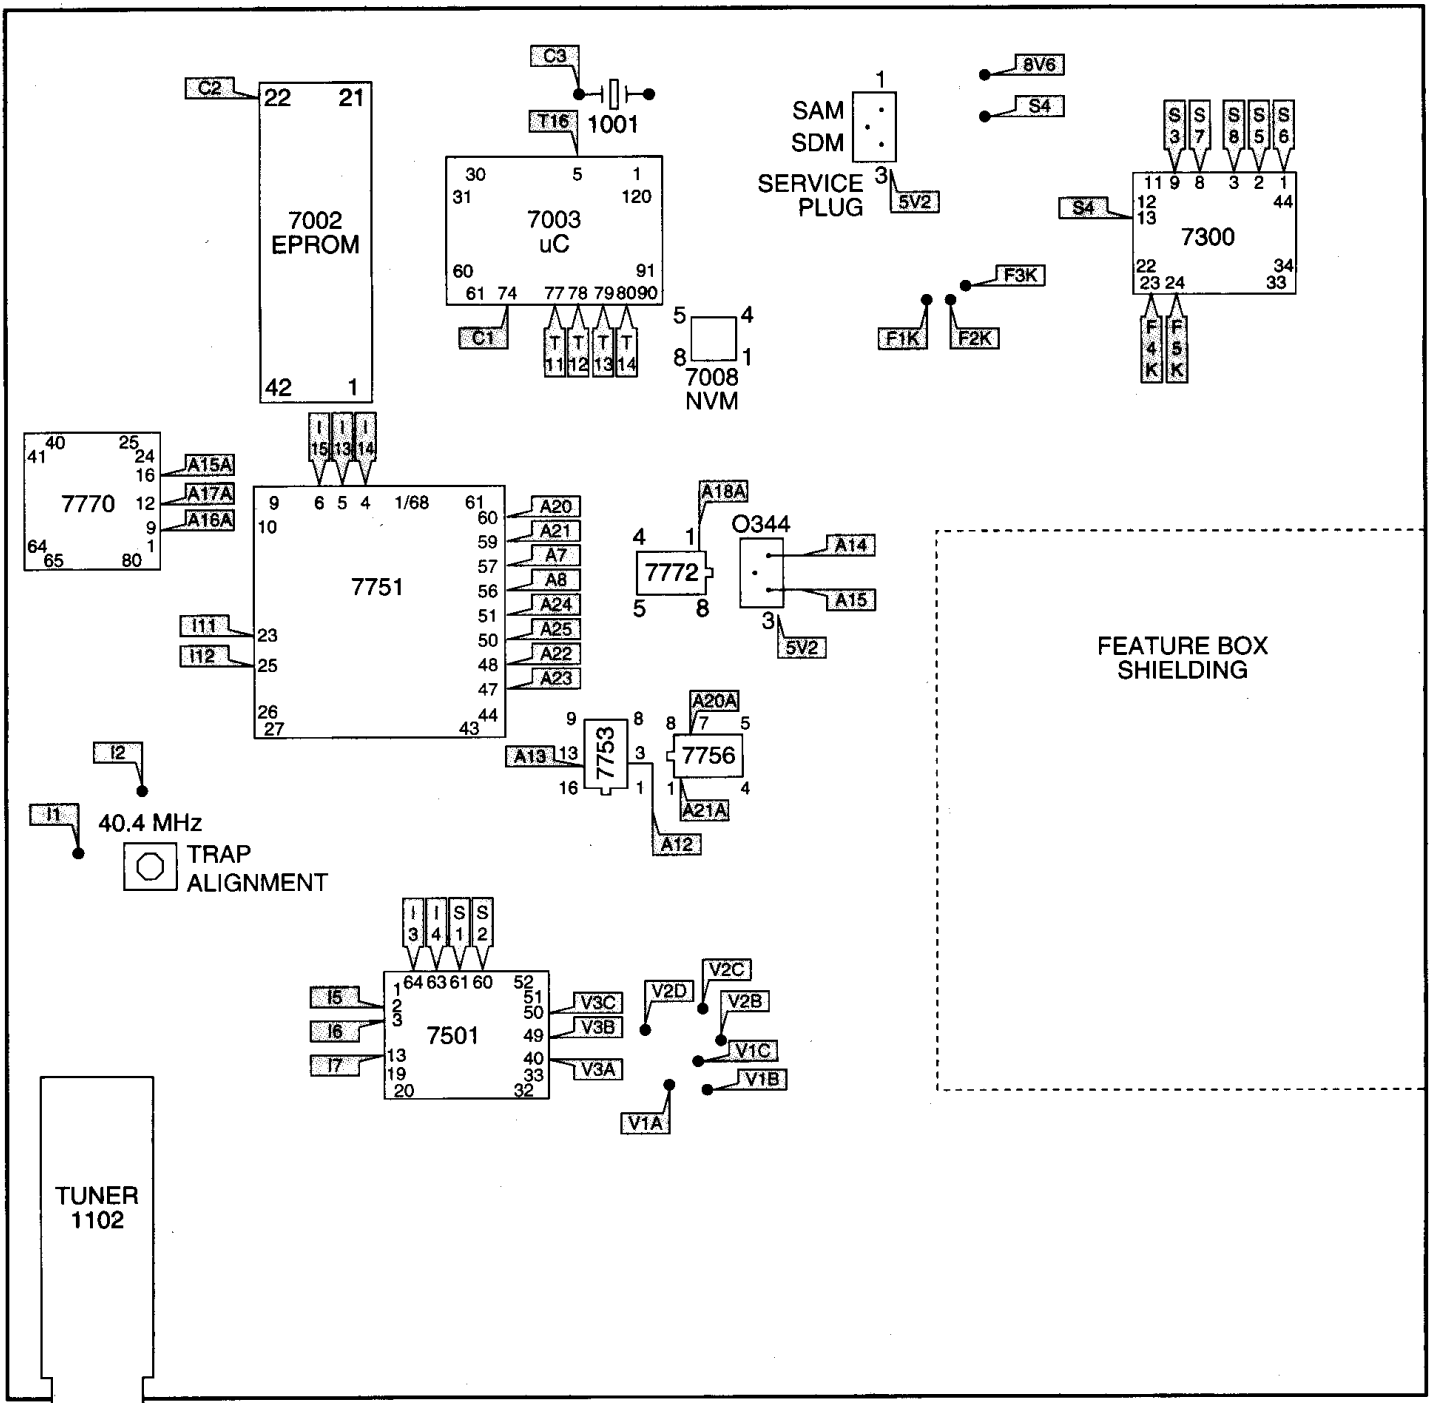 C2
22 21
7002
EPROM
42 1
C3
1001
T16
30 5 1
31 120
7003
uC
60 91
61 74 77 78 79 80 90
C1
T 11
T 12
T 13
T 14
5 4
8 1
7008
NVM
1
SAM
SDM
SERVICE 3
PLUG
5V2
8V6
S4
S 3
S 7
S 8
S 5
S 6
11 9 8 3 2 1
12 44
S4
13
7300
22 34
23 24 33
F 4 K
F 5 K
F3K
F1K
F2K
40 25
41 24
16 A15A
7770 12 A17A
9 A16A
64 1
65 80
I 15
I 13
I 14
9 6 5 4 1/68 61
10
60 A20
59 A21
57 A7
7751
56 A8
51 A24
50 A25
48 A22
47 A23
I11 23
I12 25
26 44
27 43
A18A
4 1
7772
5 8
O344
A14
A15
3
5V2
FEATURE BOX
SHIELDING
9 8
A13 13 3
7753
16 1
A12
A20A
8 7 5
7756
1 4
A21A
I2
I1
40.4 MHz
TRAP
ALIGNMENT
I 3
I 4
S 1
S 2
64 63 61 60 52
1 51
I5 2 50 V3C
I6 3 49 V3B
7501
I7 13 40 V3A
19 33
20 32
V2D
V2C
V2B
V1C
V1B
V1A
TUNER
1102